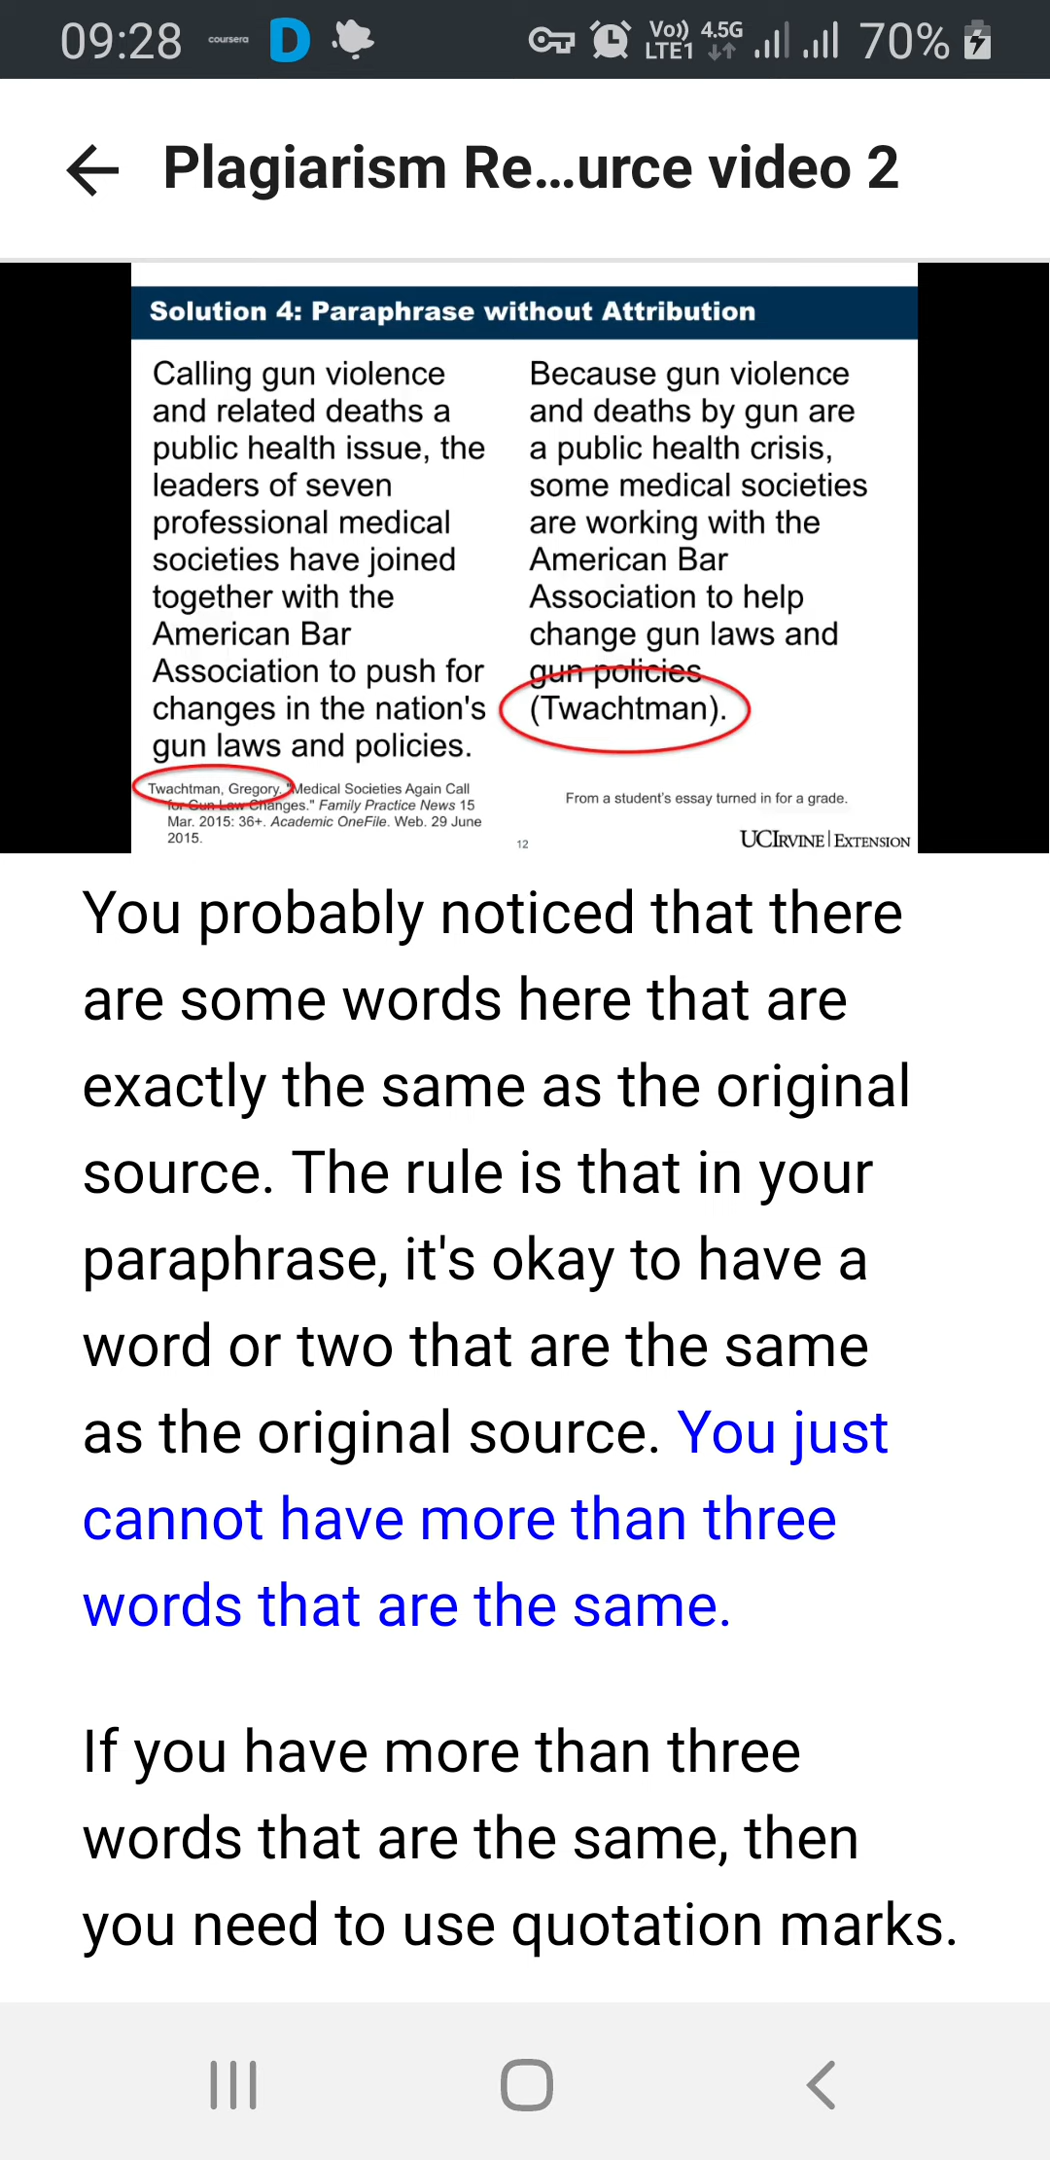 09:28 coursera D Vo)) LTE1 4.5G 70%
Plagiarism Re...urce video 2
Solution 4: Paraphrase without Attribution
Calling gun violence
and related deaths a
public health issue, the
leaders of seven
professional medical
societies have joined
together with the
American Bar
Association to push for
changes in the nation's
gun laws and policies.
Twachtman, Gregory. "Medical Societies Again Call
for Gun Law Changes." Family Practice News 15
Mar. 2015: 36+. Academic OneFile. Web. 29 June
2015.
Because gun violence
and deaths by gun are
a public health crisis,
some medical societies
are working with the
American Bar
Association to help
change gun laws and
gun policies
(Twachtman).
From a student's essay turned in for a grade.
12
UCIRVINE | EXTENSION
You probably noticed that there
are some words here that are
exactly the same as the original
source. The rule is that in your
paraphrase, it's okay to have a
word or two that are the same
as the original source. You just
cannot have more than three
words that are the same.
If you have more than three
words that are the same, then
you need to use quotation marks.